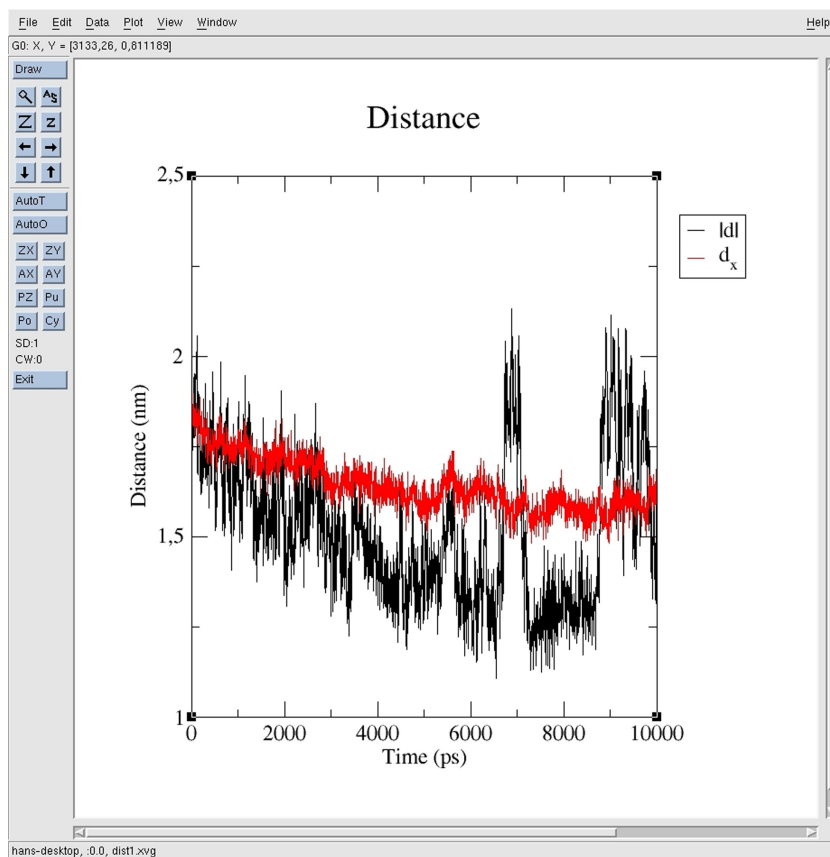 File Edit Data Plot View Window Help
G0: X, Y = [3133,26, 0,811189]
Draw
AS
Z z
AutoT
AutoO
ZX ZY
AX AY
PZ Pu
Po Cy
SD:1
CW:0
Exit
Distance
2,5
2
1,5
1
Distance (nm)
0 2000 4000 6000 8000 10000
Time (ps)
|d|
d_x
hans-desktop, :0.0, dist1.xvg